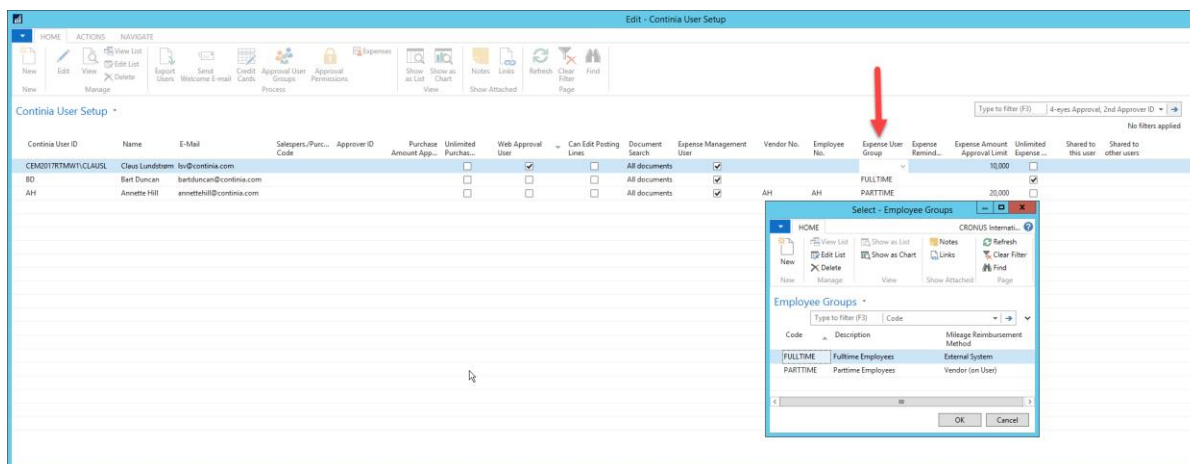 Edit - Continia User Setup
HOME ACTIONS NAVIGATE
New
Edit
View
View List
Edit List
Delete
Export Users
Send Welcome E-mail
Credit Cards
Approval User Groups
Approval Permissions
Expenses
Show as List
Show as Chart
Notes
Links
Refresh
Clear Filter
Find
New Manage Process View Show Attached Page
Continia User Setup
Type to filter (F3) 4-eyes Approval, 2nd Approver ID
No filters applied
Continia User ID Name E-Mail Salespers./Purc... Code Approver ID Purchase Amount App... Unlimited Purchas... Web Approval User Can Edit Posting Lines Document Search Expense Management User Vendor No. Employee No. Expense User Group Expense Remind... Expense Amount Approval Limit Unlimited Expense ... Shared to this user Shared to other users
CEM2017RTMW1\CLAUSL Claus Lundstrøm lsv@continia.com All documents 10,000
BD Bart Duncan bartduncan@continia.com All documents FULLTIME
AH Annette Hill annettehill@continia.com All documents AH AH PARTTIME 20,000
Select - Employee Groups
HOME CRONUS Internati...
New
View List
Edit List
Delete
Show as List
Show as Chart
Notes
Links
Refresh
Clear Filter
Find
New Manage View Show Attached Page
Employee Groups
Type to filter (F3) Code
Code Description Mileage Reimbursement Method
FULLTIME Fulltime Employees External System
PARTTIME Parttime Employees Vendor (on User)
OK Cancel